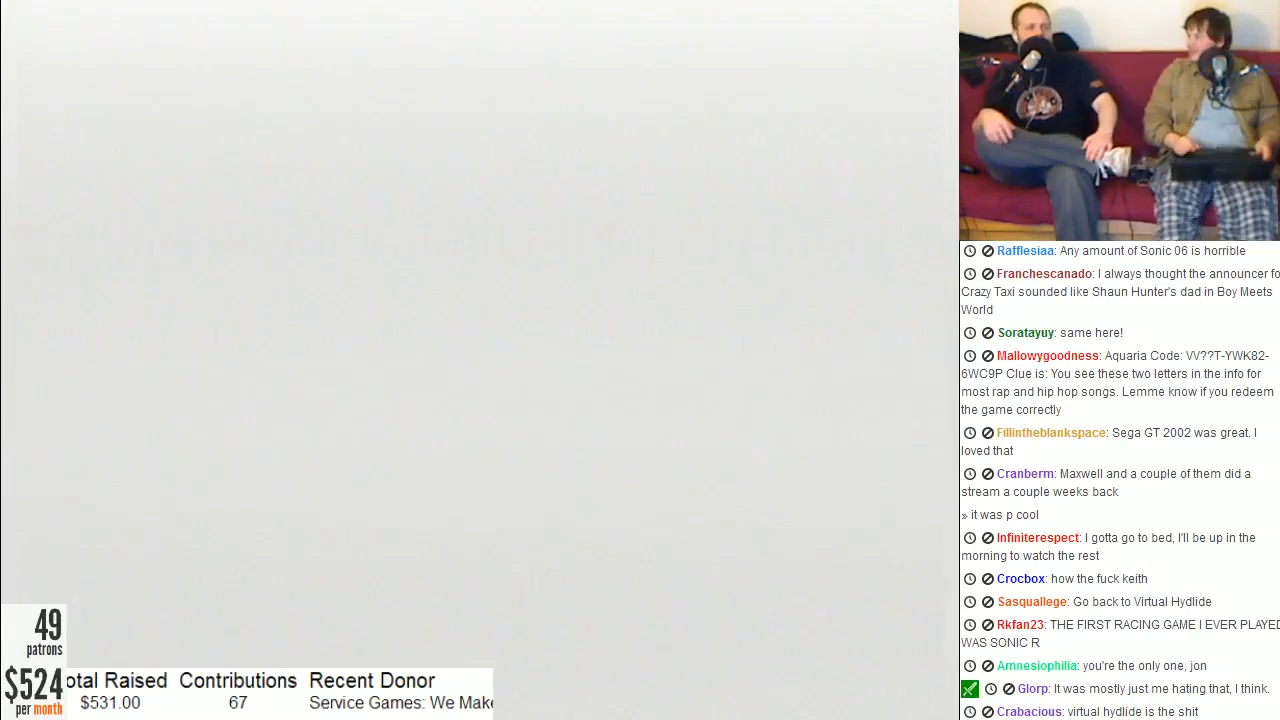 Rafflesiaa: Any amount of Sonic 06 is horrible
Franchescanado: I always thought the announcer fo
Crazy Taxi sounded like Shaun Hunter's dad in Boy Meets
World
Soratayuy: same here!
Mallowygoodness: Aquaria Code: VV??T-YWK82-
6WC9P Clue is: You see these two letters in the info for
most rap and hip hop songs. Lemme know if you redeem
the game correctly
Fillintheblankspace: Sega GT 2002 was great. I
loved that
Cranberm: Maxwell and a couple of them did a
stream a couple weeks back
» it was p cool
Infiniterespect: I gotta go to bed, I'll be up in the
morning to watch the rest
Crocbox: how the fuck keith
Sasquallege: Go back to Virtual Hydlide
Rkfan23: THE FIRST RACING GAME I EVER PLAYED
WAS SONIC R
Amnesiophilia: you're the only one, jon
Glorp: It was mostly just me hating that, I think.
Crabacious: virtual hydlide is the shit
49
patrons
$524
per month
otal Raised Contributions Recent Donor
$531.00 67 Service Games: We Make